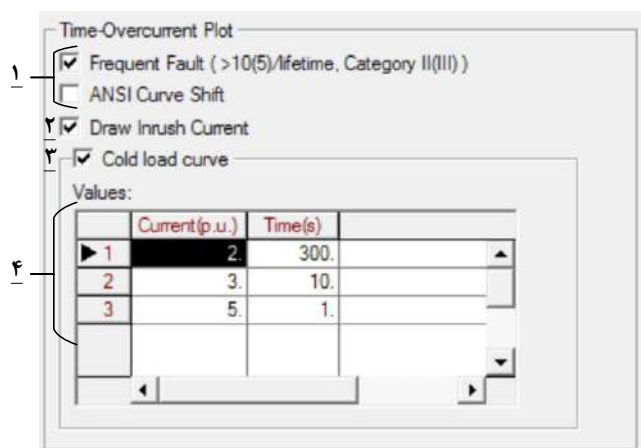 Time-Overcurrent Plot
۱
Frequent Fault ( >10(5)/lifetime, Category II(III) )
ANSI Curve Shift
۲ Draw Inrush Current
۳ Cold load curve
Values:
۴
Current(p.u.) Time(s)
1 2. 300.
2 3. 10.
3 5. 1.